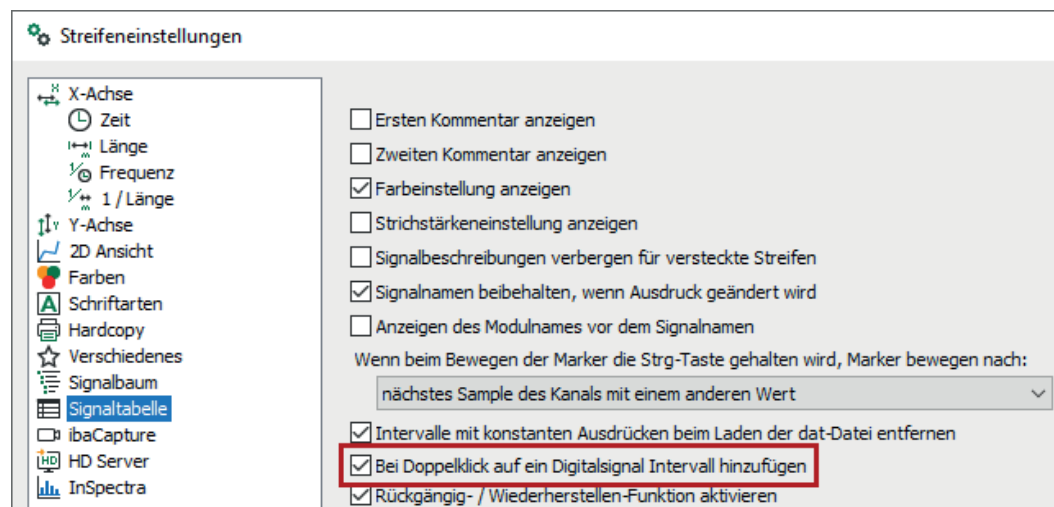 Streifeneinstellungen
X-Achse
Zeit
Länge
Frequenz
1 / Länge
Y-Achse
2D Ansicht
Farben
Schriftarten
Hardcopy
Verschiedenes
Signalbaum
Signaltabelle
ibaCapture
HD Server
InSpectra
Ersten Kommentar anzeigen
Zweiten Kommentar anzeigen
Farbeinstellung anzeigen
Strichstärkeneinstellung anzeigen
Signalbeschreibungen verbergen für versteckte Streifen
Signalnamen beibehalten, wenn Ausdruck geändert wird
Anzeigen des Modulnames vor dem Signalnamen
Wenn beim Bewegen der Marker die Strg-Taste gehalten wird, Marker bewegen nach:
nächstes Sample des Kanals mit einem anderen Wert
Intervalle mit konstanten Ausdrücken beim Laden der dat-Datei entfernen
Bei Doppelklick auf ein Digitalsignal Intervall hinzufügen
Rückgängig- / Wiederherstellen-Funktion aktivieren